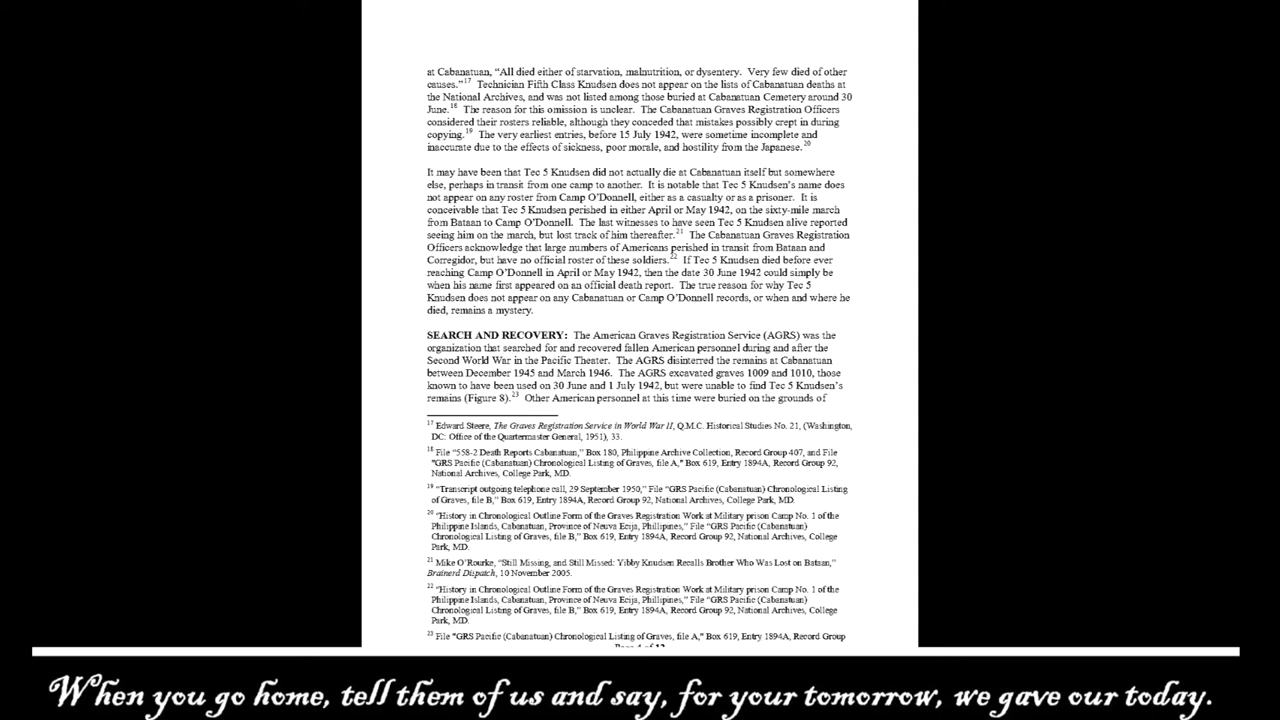 at Cabanatuan, “All died either of starvation, malnutrition, or dysentery.  Very few died of other
causes.”17  Technician Fifth Class Knudsen does not appear on the lists of Cabanatuan deaths at
the National Archives, and was not listed among those buried at Cabanatuan Cemetery around 30
June.18  The reason for this omission is unclear.  The Cabanatuan Graves Registration Officers
considered their rosters reliable, although they conceded that mistakes possibly crept in during
copying.19  The very earliest entries, before 15 July 1942, were sometime incomplete and
inaccurate due to the effects of sickness, poor morale, and hostility from the Japanese.20
It may have been that Tec 5 Knudsen did not actually die at Cabanatuan itself but somewhere
else, perhaps in transit from one camp to another.  It is notable that Tec 5 Knudsen’s name does
not appear on any roster from Camp O’Donnell, either as a casualty or as a prisoner.  It is
conceivable that Tec 5 Knudsen perished in either April or May 1942, on the sixty-mile march
from Bataan to Camp O’Donnell.  The last witnesses to have seen Tec 5 Knudsen alive reported
seeing him on the march, but lost track of him thereafter.21  The Cabanatuan Graves Registration
Officers acknowledge that large numbers of Americans perished in transit from Bataan and
Corregidor, but have no official roster of these soldiers.22  If Tec 5 Knudsen died before ever
reaching Camp O’Donnell in April or May 1942, then the date 30 June 1942 could simply be
when his name first appeared on an official death report.  The true reason for why Tec 5
Knudsen does not appear on any Cabanatuan or Camp O’Donnell records, or when and where he
died, remains a mystery.
SEARCH AND RECOVERY:  The American Graves Registration Service (AGRS) was the
organization that searched for and recovered fallen American personnel during and after the
Second World War in the Pacific Theater.  The AGRS disinterred the remains at Cabanatuan
between December 1945 and March 1946.  The AGRS excavated graves 1009 and 1010, those
known to have been used on 30 June and 1 July 1942, but were unable to find Tec 5 Knudsen’s
remains (Figure 8).23  Other American personnel at this time were buried on the grounds of
17 Edward Steere, The Graves Registration Service in World War II, Q.M.C. Historical Studies No. 21, (Washington,
DC: Office of the Quartermaster General, 1951), 33.
18 File “558-2 Death Reports Cabanatuan,” Box 180, Philippine Archive Collection, Record Group 407, and File
"GRS Pacific (Cabanatuan) Chronological Listing of Graves, file A," Box 619, Entry 1894A, Record Group 92,
National Archives, College Park, MD.
19 “Transcript outgoing telephone call, 29 September 1950,” File “GRS Pacific (Cabanatuan) Chronological Listing
of Graves, file B,” Box 619, Entry 1894A, Record Group 92, National Archives, College Park, MD.
20 “History in Chronological Outline Form of the Graves Registration Work at Military prison Camp No. 1 of the
Philippine Islands, Cabanatuan, Province of Neuva Ecija, Phillipines,” File “GRS Pacific (Cabanatuan)
Chronological Listing of Graves, file B,” Box 619, Entry 1894A, Record Group 92, National Archives, College
Park, MD.
21 Mike O’Rourke, “Still Missing, and Still Missed: Yibby Knudsen Recalls Brother Who Was Lost on Bataan,”
Brainerd Dispatch, 10 November 2005.
22 “History in Chronological Outline Form of the Graves Registration Work at Military prison Camp No. 1 of the
Philippine Islands, Cabanatuan, Province of Neuva Ecija, Phillipines,” File “GRS Pacific (Cabanatuan)
Chronological Listing of Graves, file B,” Box 619, Entry 1894A, Record Group 92, National Archives, College
Park, MD.
23 File "GRS Pacific (Cabanatuan) Chronological Listing of Graves, file A," Box 619, Entry 1894A, Record Group
When you go home, tell them of us and say, for your tomorrow, we gave our today.